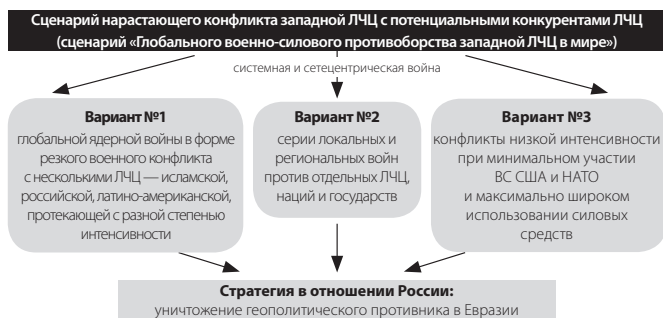 Сценарий нарастающего конфликта западной ЛЧЦ с потенциальными конкурентами ЛЧЦ
(сценарий «Глобального военно-силового противоборства западной ЛЧЦ в мире»)
системная и сетецентрическая война
Вариант №1
глобальной ядерной войны в форме
резкого военного конфликта
с несколькими ЛЧЦ — исламской,
российской, латино-американской,
протекающей с разной степенью
интенсивности
Вариант №2
серии локальных и
региональных войн
против отдельных ЛЧЦ,
наций и государств
Вариант №3
конфликты низкой интенсивности
при минимальном участии
ВС США и НАТО
и максимально широком
использовании силовых
средств
Стратегия в отношении России:
уничтожение геополитического противника в Евразии